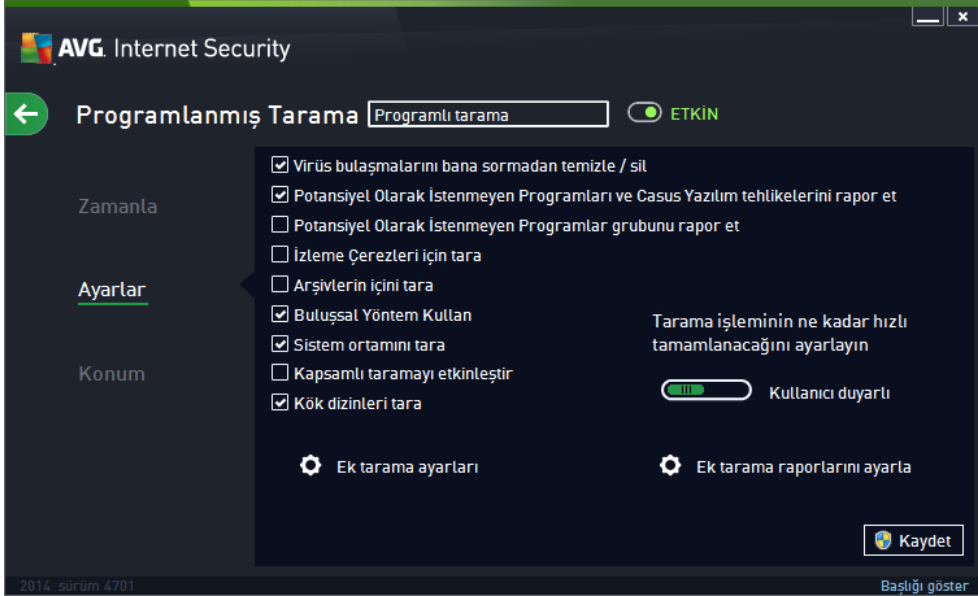 AVG. Internet Security
Programlanmış Tarama Programlı tarama ETKİN
Zamanla
Ayarlar
Konum
Virüs bulaşmalarını bana sormadan temizle / sil
Potansiyel Olarak İstenmeyen Programları ve Casus Yazılım tehlikelerini rapor et
Potansiyel Olarak İstenmeyen Programlar grubunu rapor et
İzleme Çerezleri için tara
Arşivlerin içini tara
Buluşsal Yöntem Kullan
Sistem ortamını tara
Kapsamlı taramayı etkinleştir
Kök dizinleri tara
Tarama işleminin ne kadar hızlı
tamamlanacağını ayarlayın
Kullanıcı duyarlı
Ek tarama ayarları
Ek tarama raporlarını ayarla
Kaydet
2014 sürüm 4701
Başlığı göster